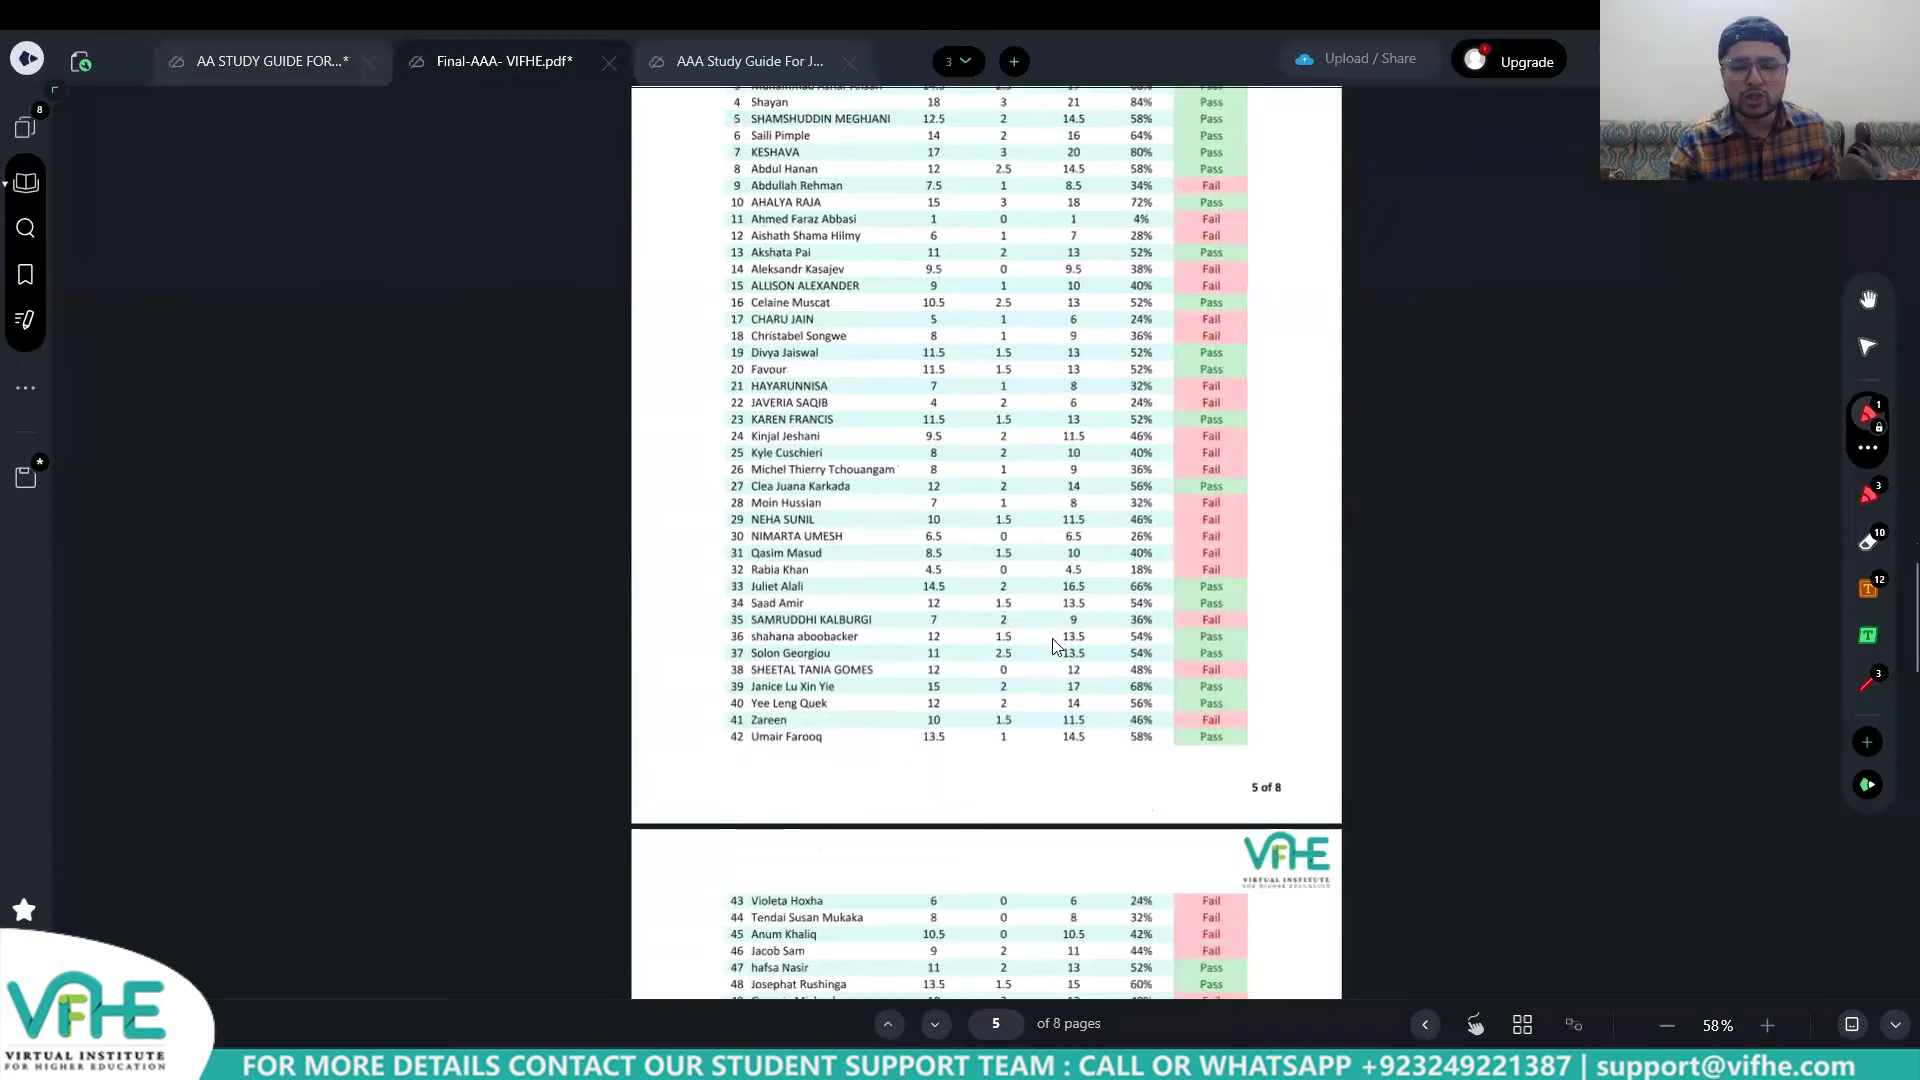 AA STUDY GUIDE FOR...*
Final-AAA- VIFHE.pdf*
AAA Study Guide For J...
3
Upload / Share
Upgrade
8
4 Shayan 18 3 21 84% Pass
5 SHAMSHUDDIN MEGHJANI 12.5 2 14.5 58% Pass
6 Saili Pimple 14 2 16 64% Pass
7 KESHAVA 17 3 20 80% Pass
8 Abdul Hanan 12 2.5 14.5 58% Pass
9 Abdullah Rehman 7.5 1 8.5 34% Fail
10 AHALYA RAJA 15 3 18 72% Pass
11 Ahmed Faraz Abbasi 1 0 1 4% Fail
12 Aishath Shama Hilmy 6 1 7 28% Fail
13 Akshata Pai 11 2 13 52% Pass
14 Aleksandr Kasajev 9.5 0 9.5 38% Fail
15 ALLISON ALEXANDER 9 1 10 40% Fail
16 Celaine Muscat 10.5 2.5 13 52% Pass
17 CHARU JAIN 5 1 6 24% Fail
18 Christabel Songwe 8 1 9 36% Fail
19 Divya Jaiswal 11.5 1.5 13 52% Pass
20 Favour 11.5 1.5 13 52% Pass
21 HAYARUNNISA 7 1 8 32% Fail
22 JAVERIA SAQIB 4 2 6 24% Fail
23 KAREN FRANCIS 11.5 1.5 13 52% Pass
24 Kinjal Jeshani 9.5 2 11.5 46% Fail
25 Kyle Cuschieri 8 2 10 40% Fail
26 Michel Thierry Tchouangam 8 1 9 36% Fail
27 Clea Juana Karkada 12 2 14 56% Pass
28 Moin Hussian 7 1 8 32% Fail
29 NEHA SUNIL 10 1.5 11.5 46% Fail
30 NIMARTA UMESH 6.5 0 6.5 26% Fail
31 Qasim Masud 8.5 1.5 10 40% Fail
32 Rabia Khan 4.5 0 4.5 18% Fail
33 Juliet Alali 14.5 2 16.5 66% Pass
34 Saad Amir 12 1.5 13.5 54% Pass
35 SAMRUDDHI KALBURGI 7 2 9 36% Fail
36 shahana aboobacker 12 1.5 13.5 54% Pass
37 Solon Georgiou 11 2.5 13.5 54% Pass
38 SHEETAL TANIA GOMES 12 0 12 48% Fail
39 Janice Lu Xin Yie 15 2 17 68% Pass
40 Yee Leng Quek 12 2 14 56% Pass
41 Zareen 10 1.5 11.5 46% Fail
42 Umair Farooq 13.5 1 14.5 58% Pass
5 of 8
VIFHE
VIRTUAL INSTITUTE
FOR HIGHER EDUCATION
43 Violeta Hoxha 6 0 6 24% Fail
44 Tendai Susan Mukaka 8 0 8 32% Fail
45 Anum Khaliq 10.5 0 10.5 42% Fail
46 Jacob Sam 9 2 11 44% Fail
47 hafsa Nasir 11 2 13 52% Pass
48 Josephat Rushinga 13.5 1.5 15 60% Pass
1
3
10
12
3
5 of 8 pages
58%
VIFHE
VIRTUAL INSTITUTE
FOR HIGHER EDUCATION
FOR MORE DETAILS CONTACT OUR STUDENT SUPPORT TEAM : CALL OR WHATSAPP +923249221387 | support@vifhe.com